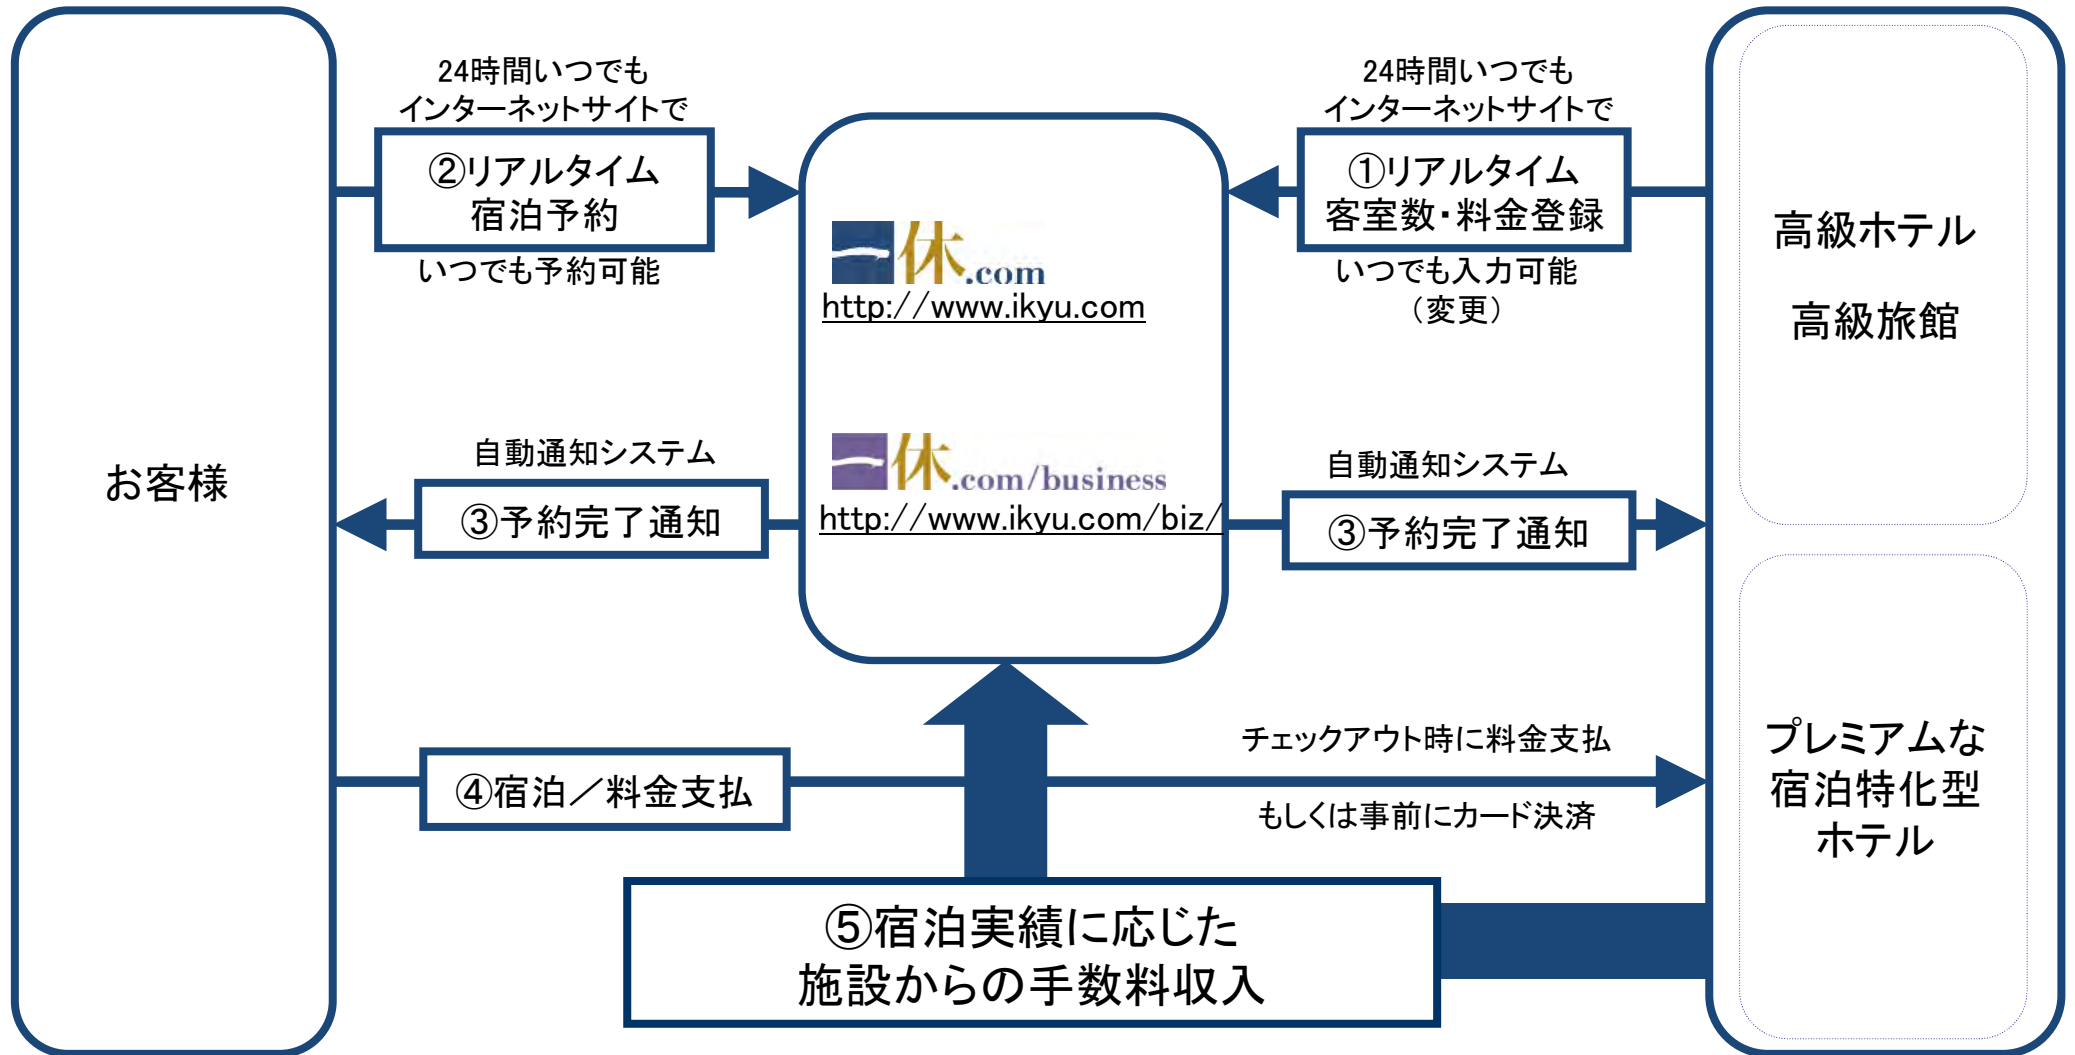 お客様
24時間いつでも
インターネットサイトで
②リアルタイム
宿泊予約
いつでも予約可能
自動通知システム
③予約完了通知
④宿泊／料金支払
一休.com
http://www.ikyu.com
一休.com/business
http://www.ikyu.com/biz/
24時間いつでも
インターネットサイトで
①リアルタイム
客室数・料金登録
いつでも入力可能
（変更）
自動通知システム
③予約完了通知
チェックアウト時に料金支払
もしくは事前にカード決済
⑤宿泊実績に応じた
施設からの手数料収入
高級ホテル
高級旅館
プレミアムな
宿泊特化型
ホテル